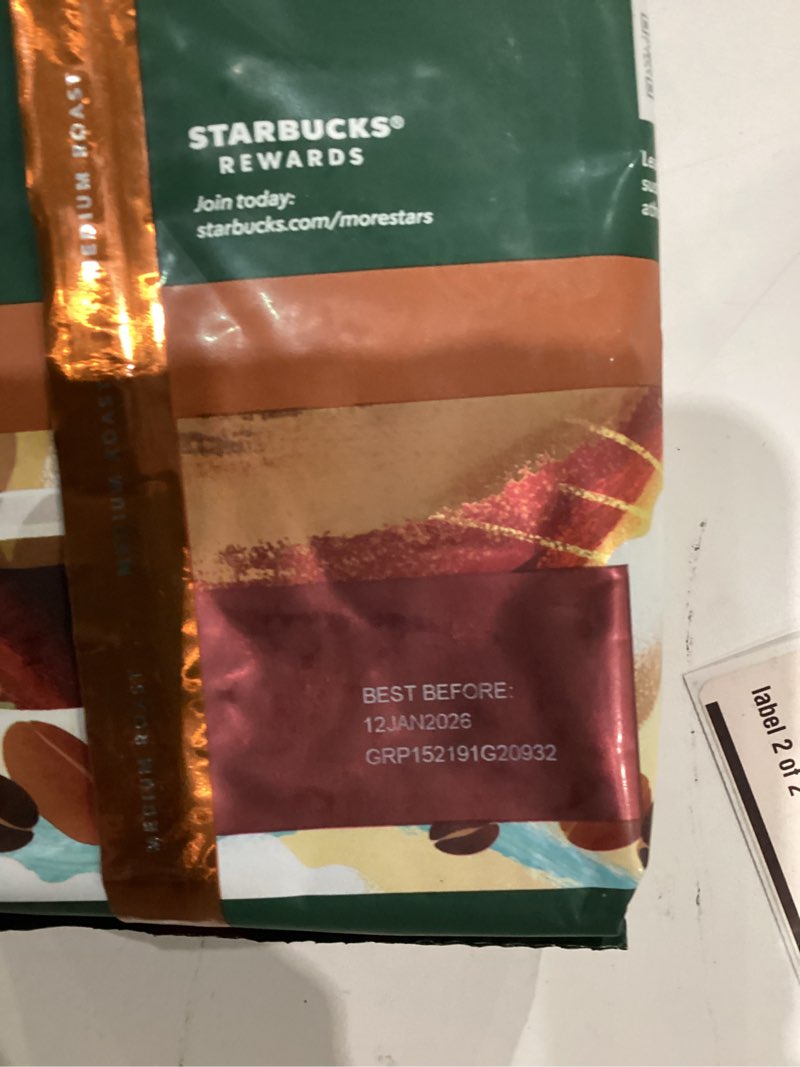 STARBUCKS®
REWARDS
Join today:
starbucks.com/morestars
MEDIUM ROAST
MEDIUM ROAST
MEDIUM ROAST
BEST BEFORE:
12JAN2026
GRP152191G20932
label 2 of 2